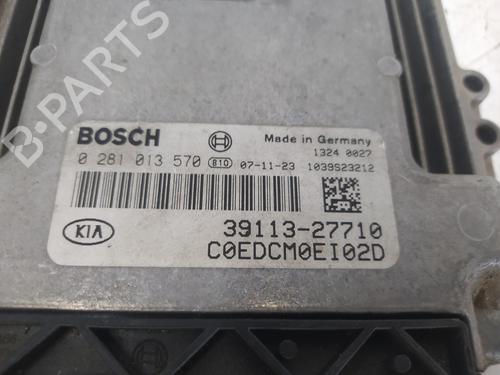 B-PARTS
BOSCH
Made in Germany
0 281 013 570 810 07-11-23
1324 0027
1039S23212
KIA
39113-27710
C0EDCM0EI02D